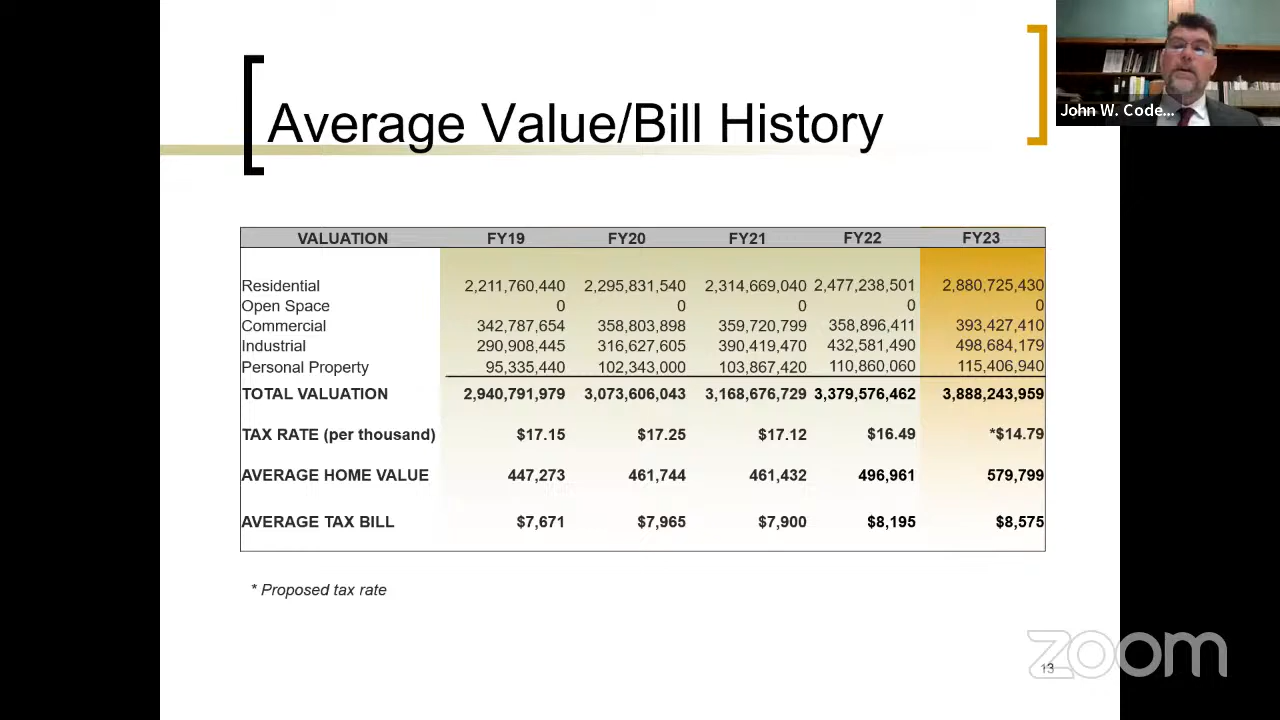 Average Value/Bill History
John W. Code...
VALUATION FY19 FY20 FY21 FY22 FY23
Residential 2,211,760,440 2,295,831,540 2,314,669,040 2,477,238,501 2,880,725,430
Open Space 0 0 0 0 0
Commercial 342,787,654 358,803,898 359,720,799 358,896,411 393,427,410
Industrial 290,908,445 316,627,605 390,419,470 432,581,490 498,684,179
Personal Property 95,335,440 102,343,000 103,867,420 110,860,060 115,406,940
TOTAL VALUATION 2,940,791,979 3,073,606,043 3,168,676,729 3,379,576,462 3,888,243,959
TAX RATE (per thousand) $17.15 $17.25 $17.12 $16.49 *$14.79
AVERAGE HOME VALUE 447,273 461,744 461,432 496,961 579,799
AVERAGE TAX BILL $7,671 $7,965 $7,900 $8,195 $8,575
* Proposed tax rate
zoom
13